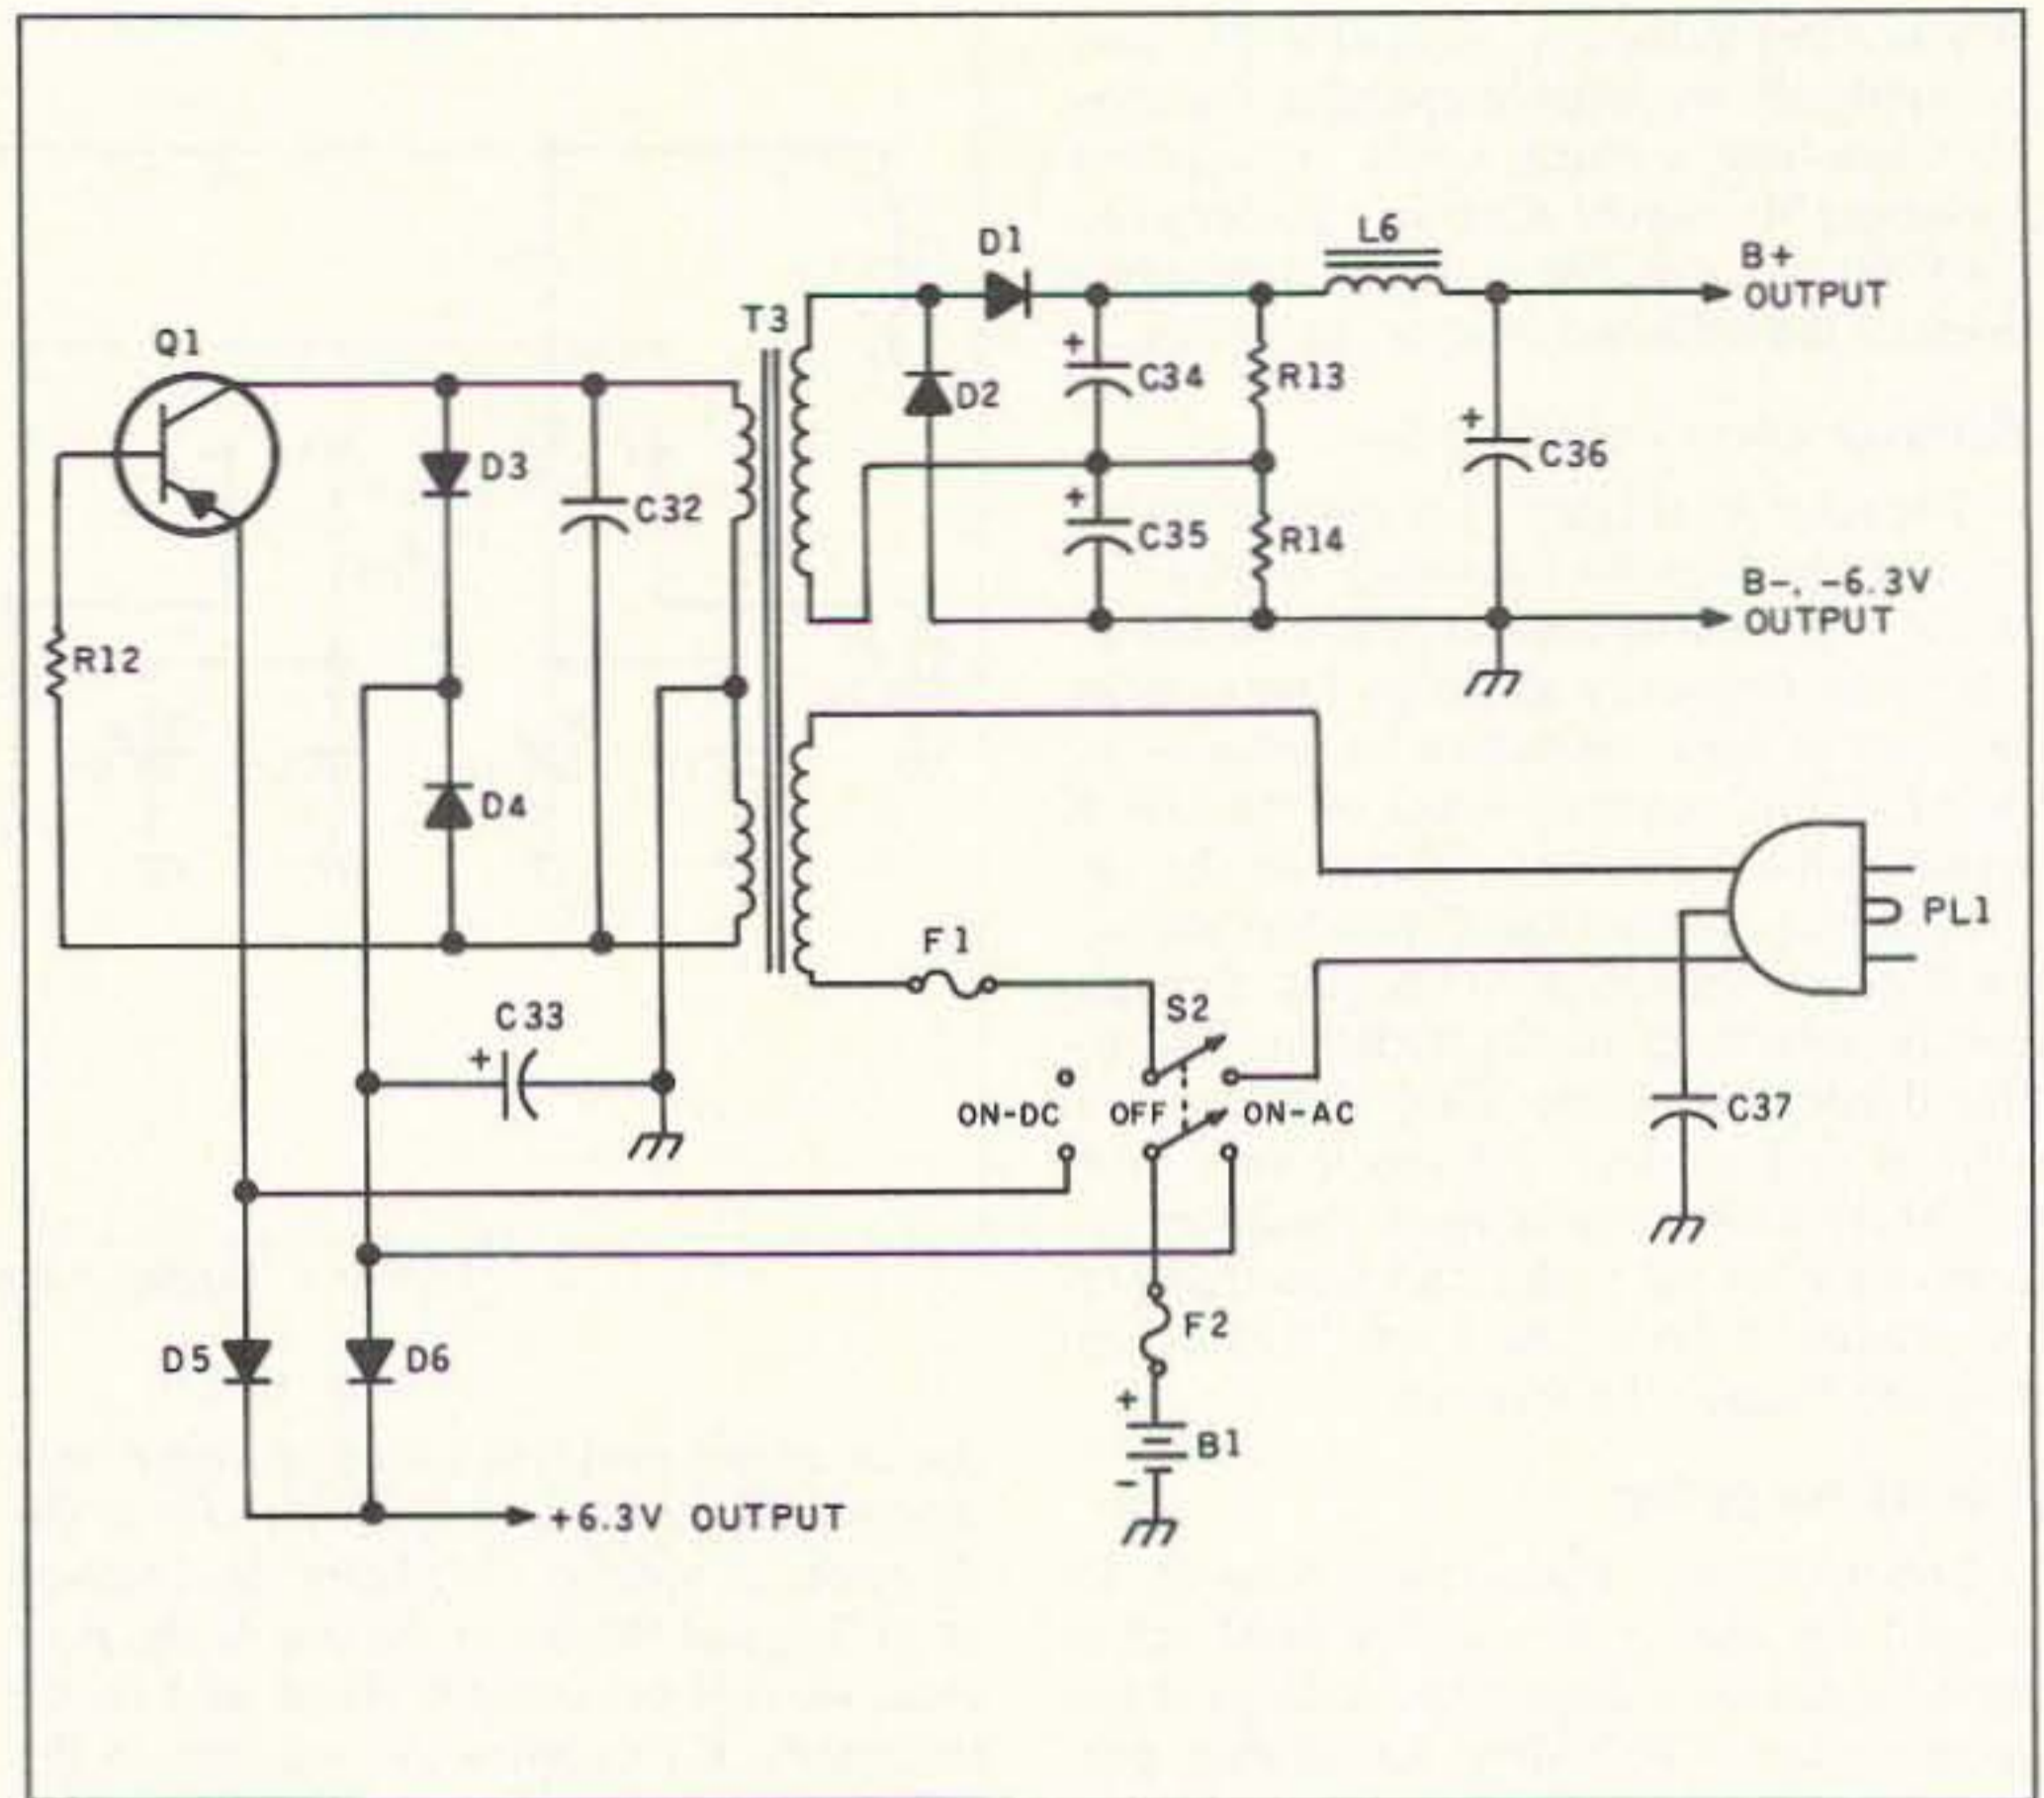 D1
L6
B+
OUTPUT
T3
Q1
+
C34
R13
D2
+
C36
D3
C32
+
C35
R14
B-, -6.3V
OUTPUT
R12
D4
PL1
F1
C33
+
S2
ON-DC
OFF
ON-AC
C37
F2
D5
D6
+
B1
-
+6.3V OUTPUT